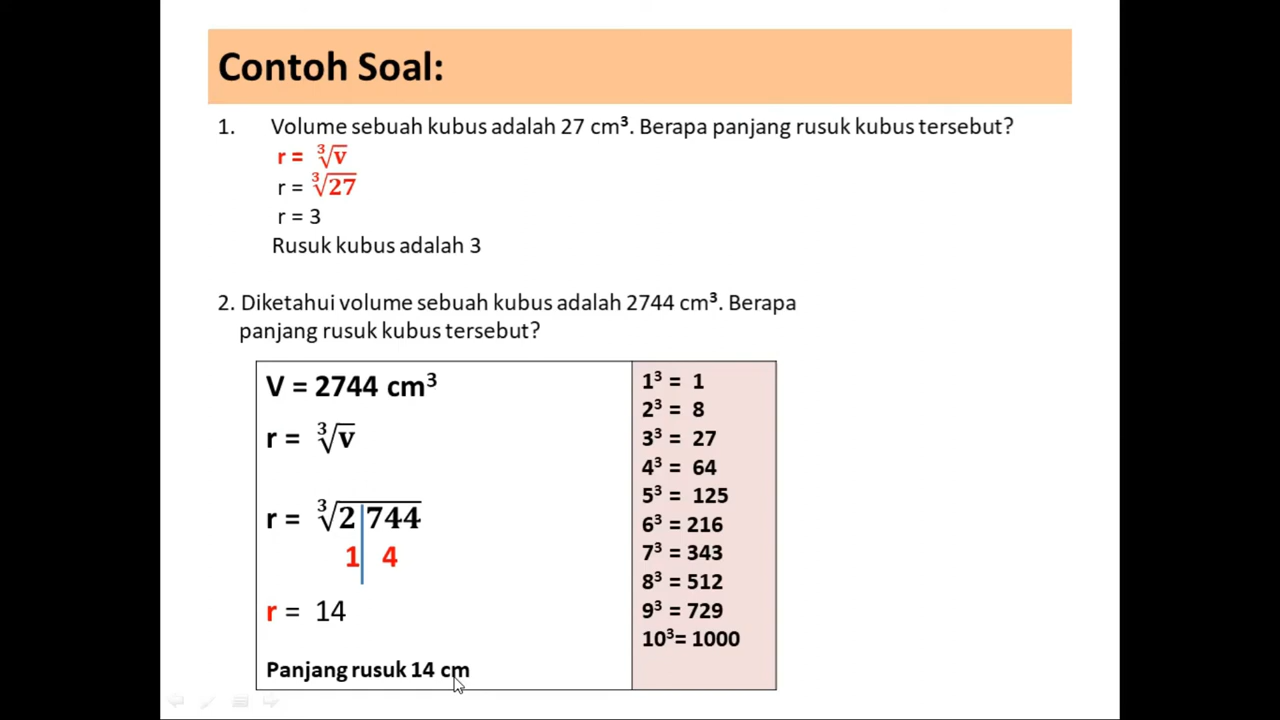 Contoh Soal:
1. Volume sebuah kubus adalah 27 cm³. Berapa panjang rusuk kubus tersebut?
r = ∛v
r = ∛27
r = 3
Rusuk kubus adalah 3
2. Diketahui volume sebuah kubus adalah 2744 cm³. Berapa
panjang rusuk kubus tersebut?
V = 2744 cm³
r = ∛v
r = ∛2 744
1 4
r = 14
Panjang rusuk 14 cm
1³ = 1
2³ = 8
3³ = 27
4³ = 64
5³ = 125
6³ = 216
7³ = 343
8³ = 512
9³ = 729
10³= 1000